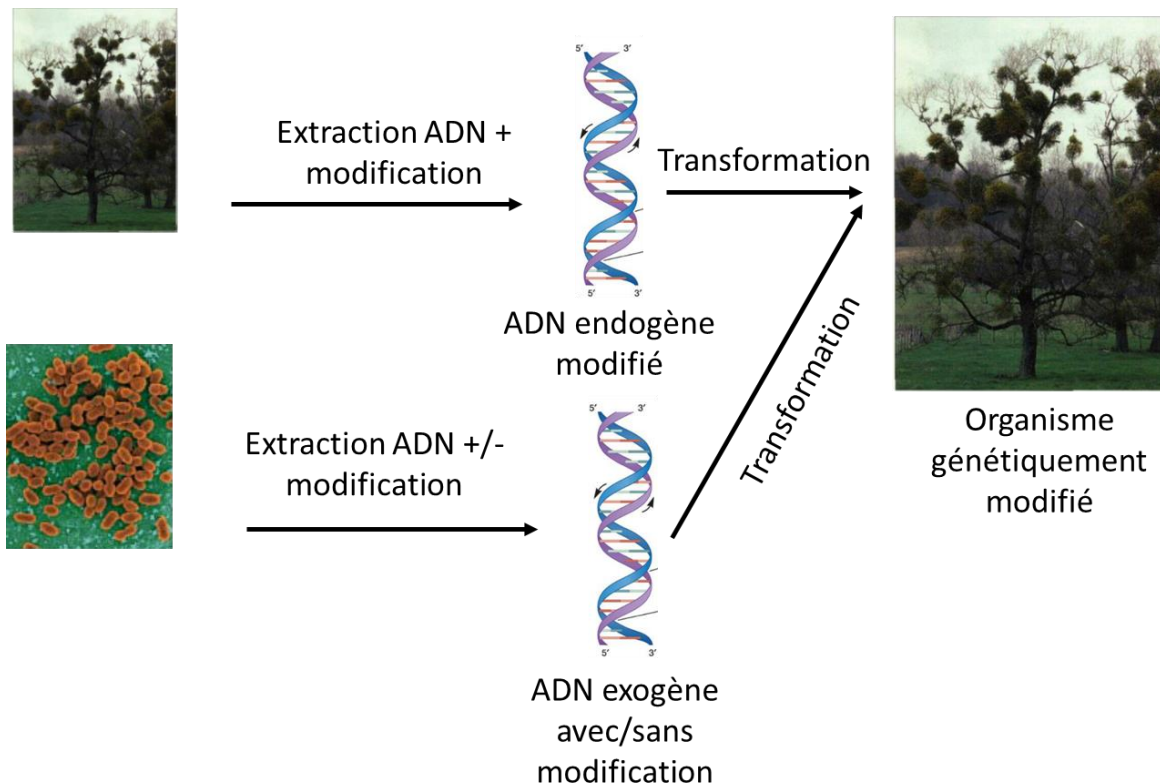 5′ 3′
Extraction ADN +
modification
Transformation
5′ 3′
ADN endogène
modifié
Extraction ADN +/-
modification
Transformation
5′ 3′
5′ 3′
ADN exogène
avec/sans
modification
Organisme
génétiquement
modifié